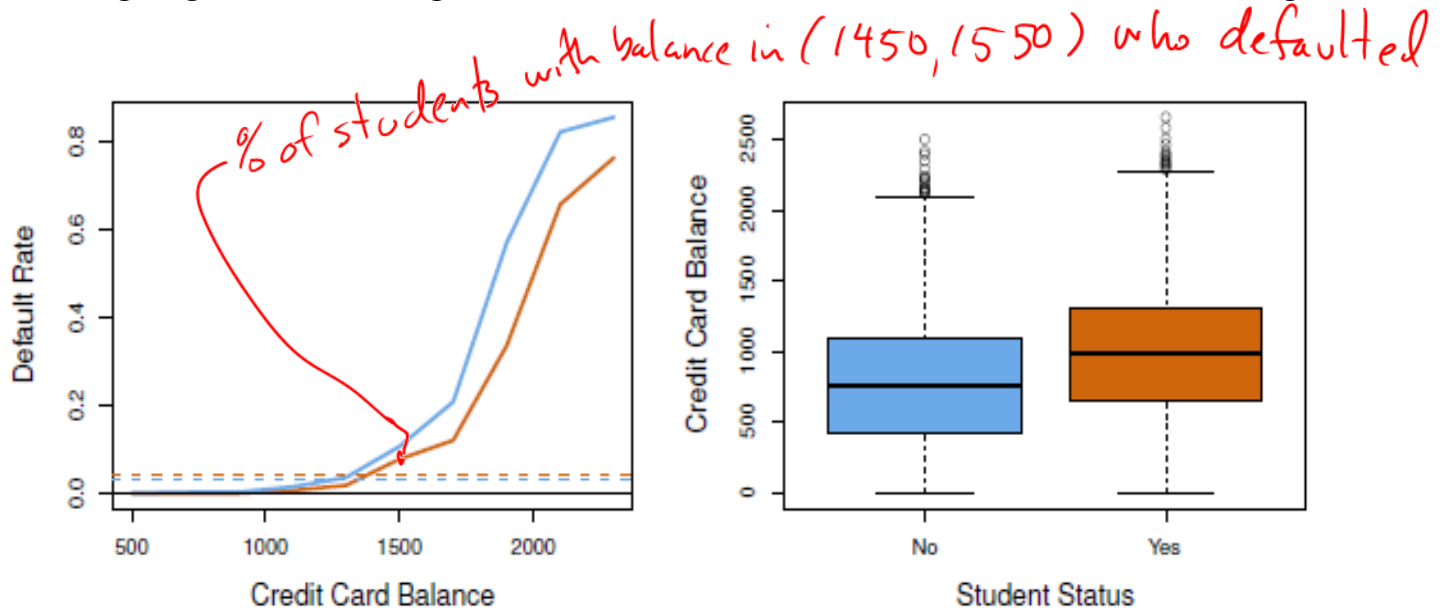 % of students with balance in (1450, 1550) who defaulted
Default Rate
0.8
0.6
0.4
0.2
0.0
500 1000 1500 2000
Credit Card Balance
Credit Card Balance
2500
2000
1500
1000
500
0
No Yes
Student Status